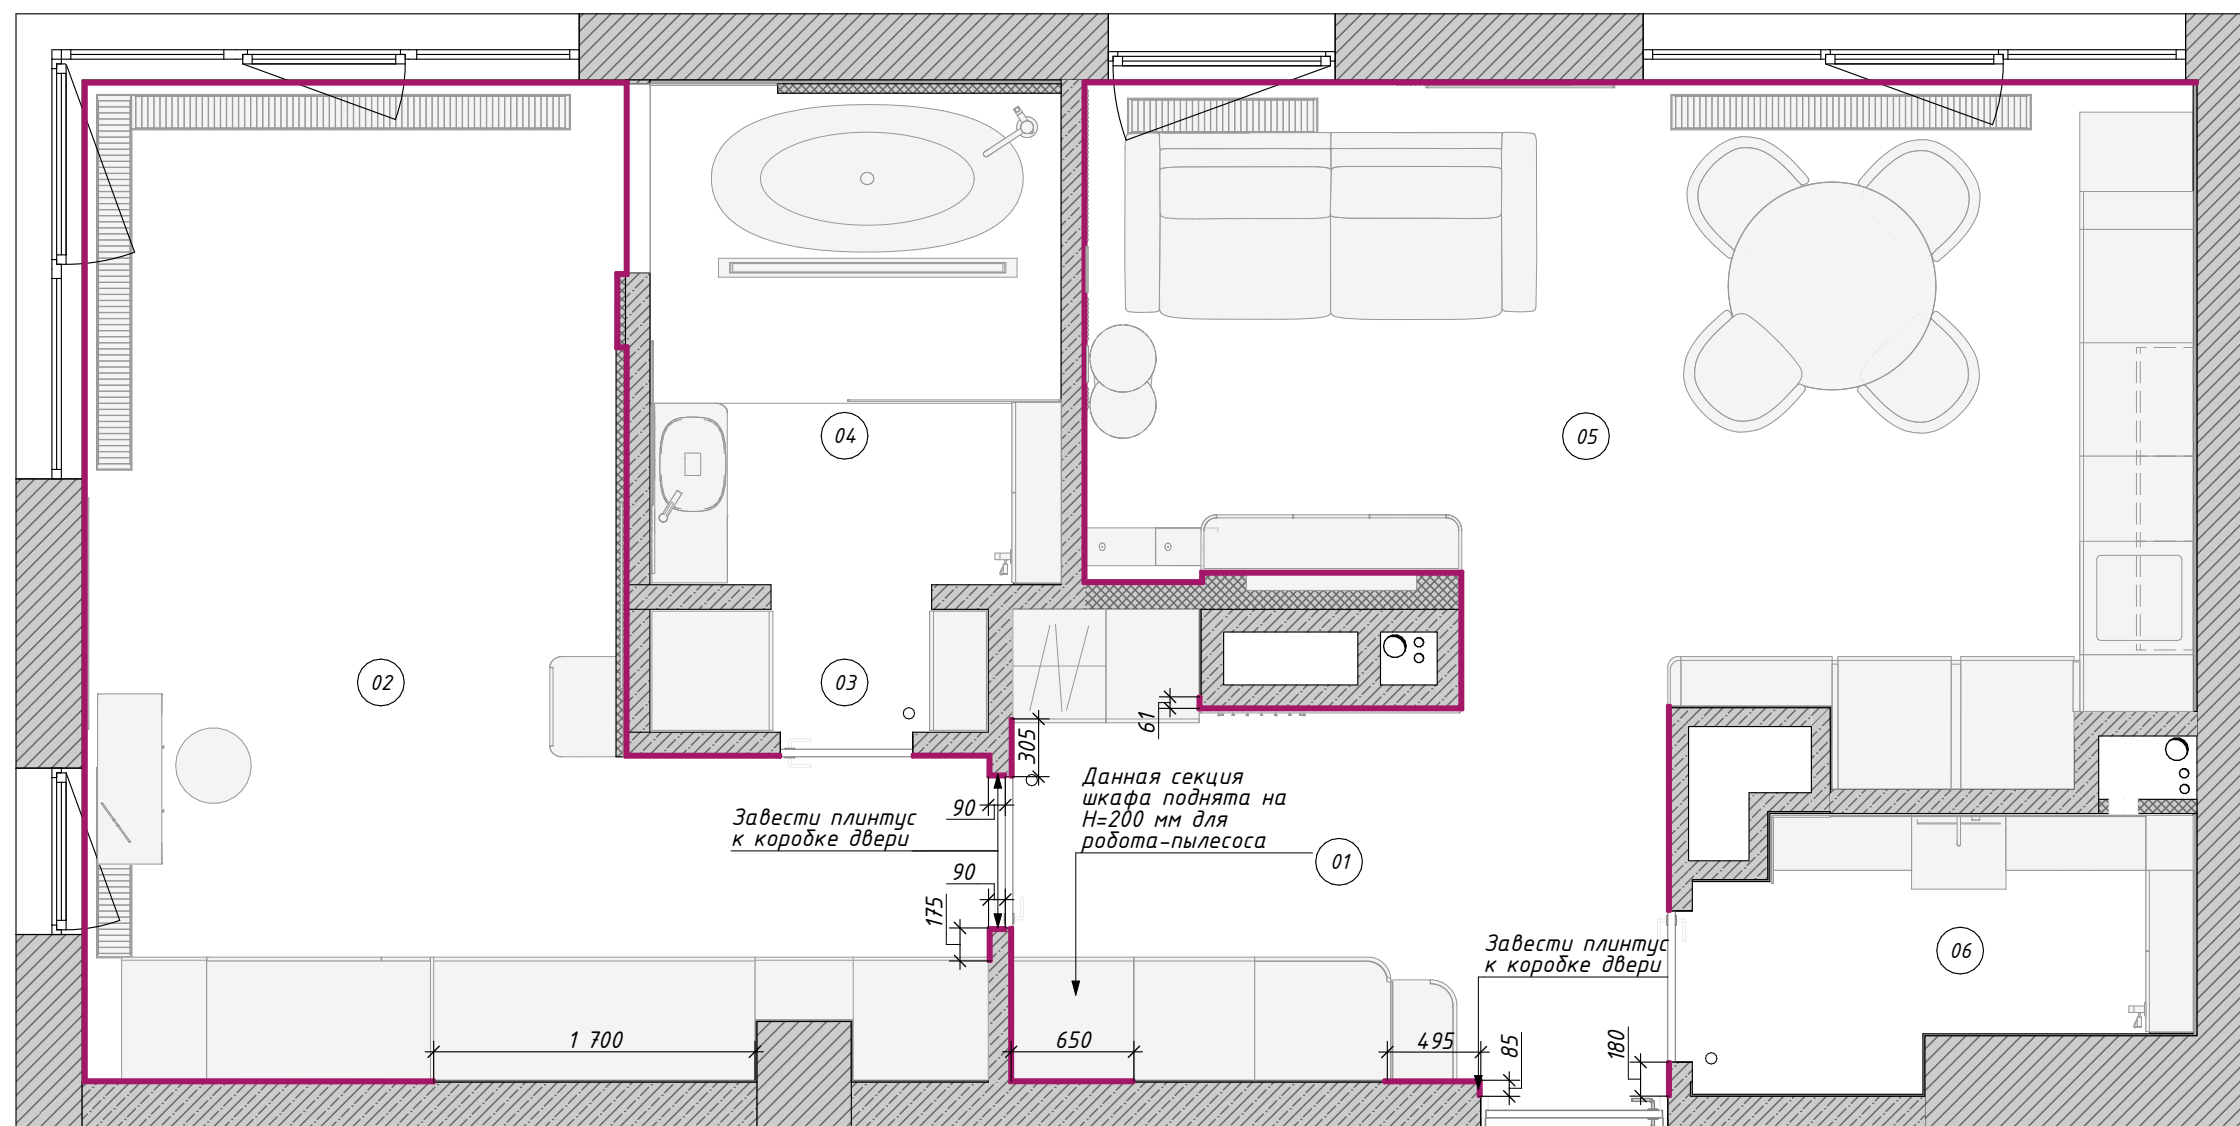 04
05
02
03
61
305
Данная секция
шкафа поднята на
Н=200 мм для
робота-пылесоса
90
Завести плинтус
к коробке двери
01
90
175
Завести плинтус
к коробке двери
06
1 700
650
495
85
180